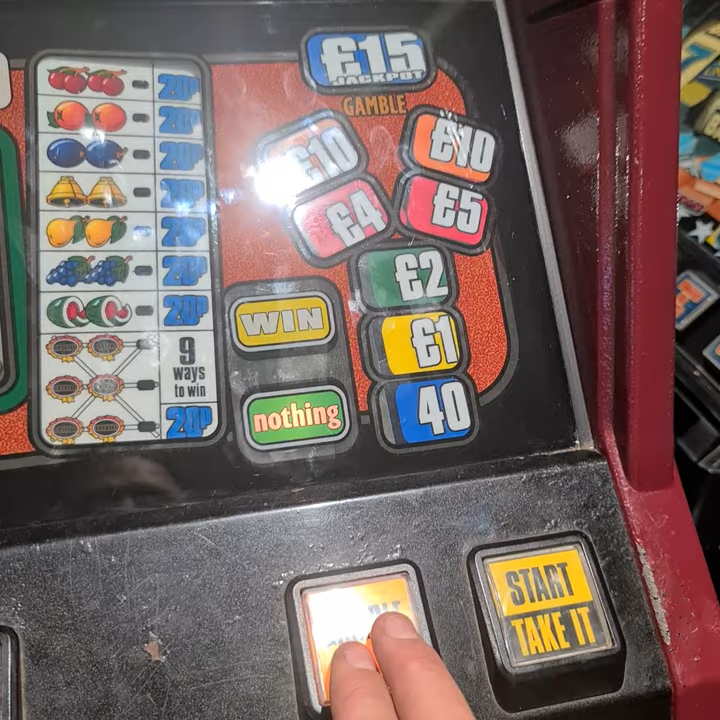 £15
JACKPOT
GAMBLE
20P
20P
20P
20P
20P
20P
20P
9
ways
to win
20P
£10
£10
£4
£5
£2
WIN
£1
nothing
40
START
TAKE IT